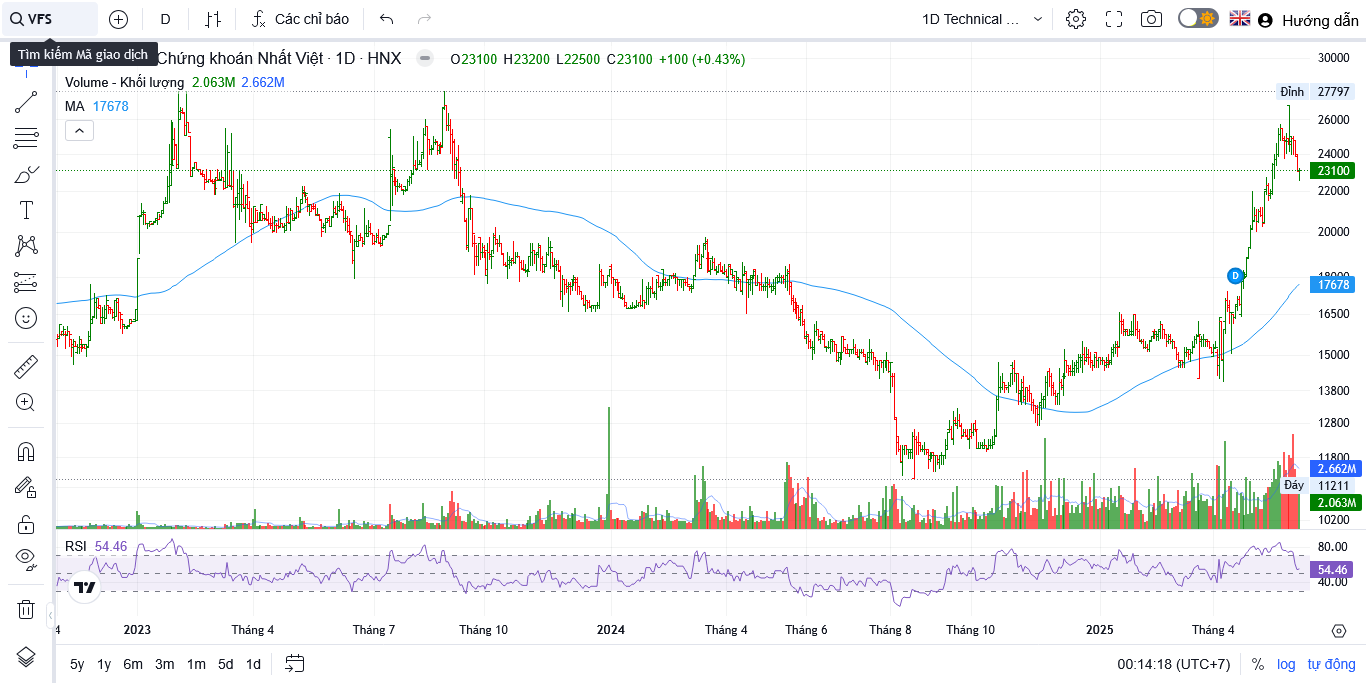 VFS
D
Các chỉ báo
1D Technical ...
Hướng dẫn
Tìm kiếm Mã giao dịch
Chứng khoán Nhất Việt · 1D · HNX
O23100 H23200 L22500 C23100 +100 (+0.43%)
Volume - Khối lượng 2.063M 2.662M
MA 17678
30000
Đỉnh 27797
26000
24000
23100
22000
20000
18000
D
17678
16500
15000
13800
12800
11800
2.662M
Đáy 11211
2.063M
10200
RSI 54.46
80.00
54.46
40.00
4 2023 Tháng 4 Tháng 7 Tháng 10 2024 Tháng 4 Tháng 6 Tháng 8 Tháng 10 2025 Tháng 4
5y 1y 6m 3m 1m 5d 1d
00:14:18 (UTC+7) % log tự động